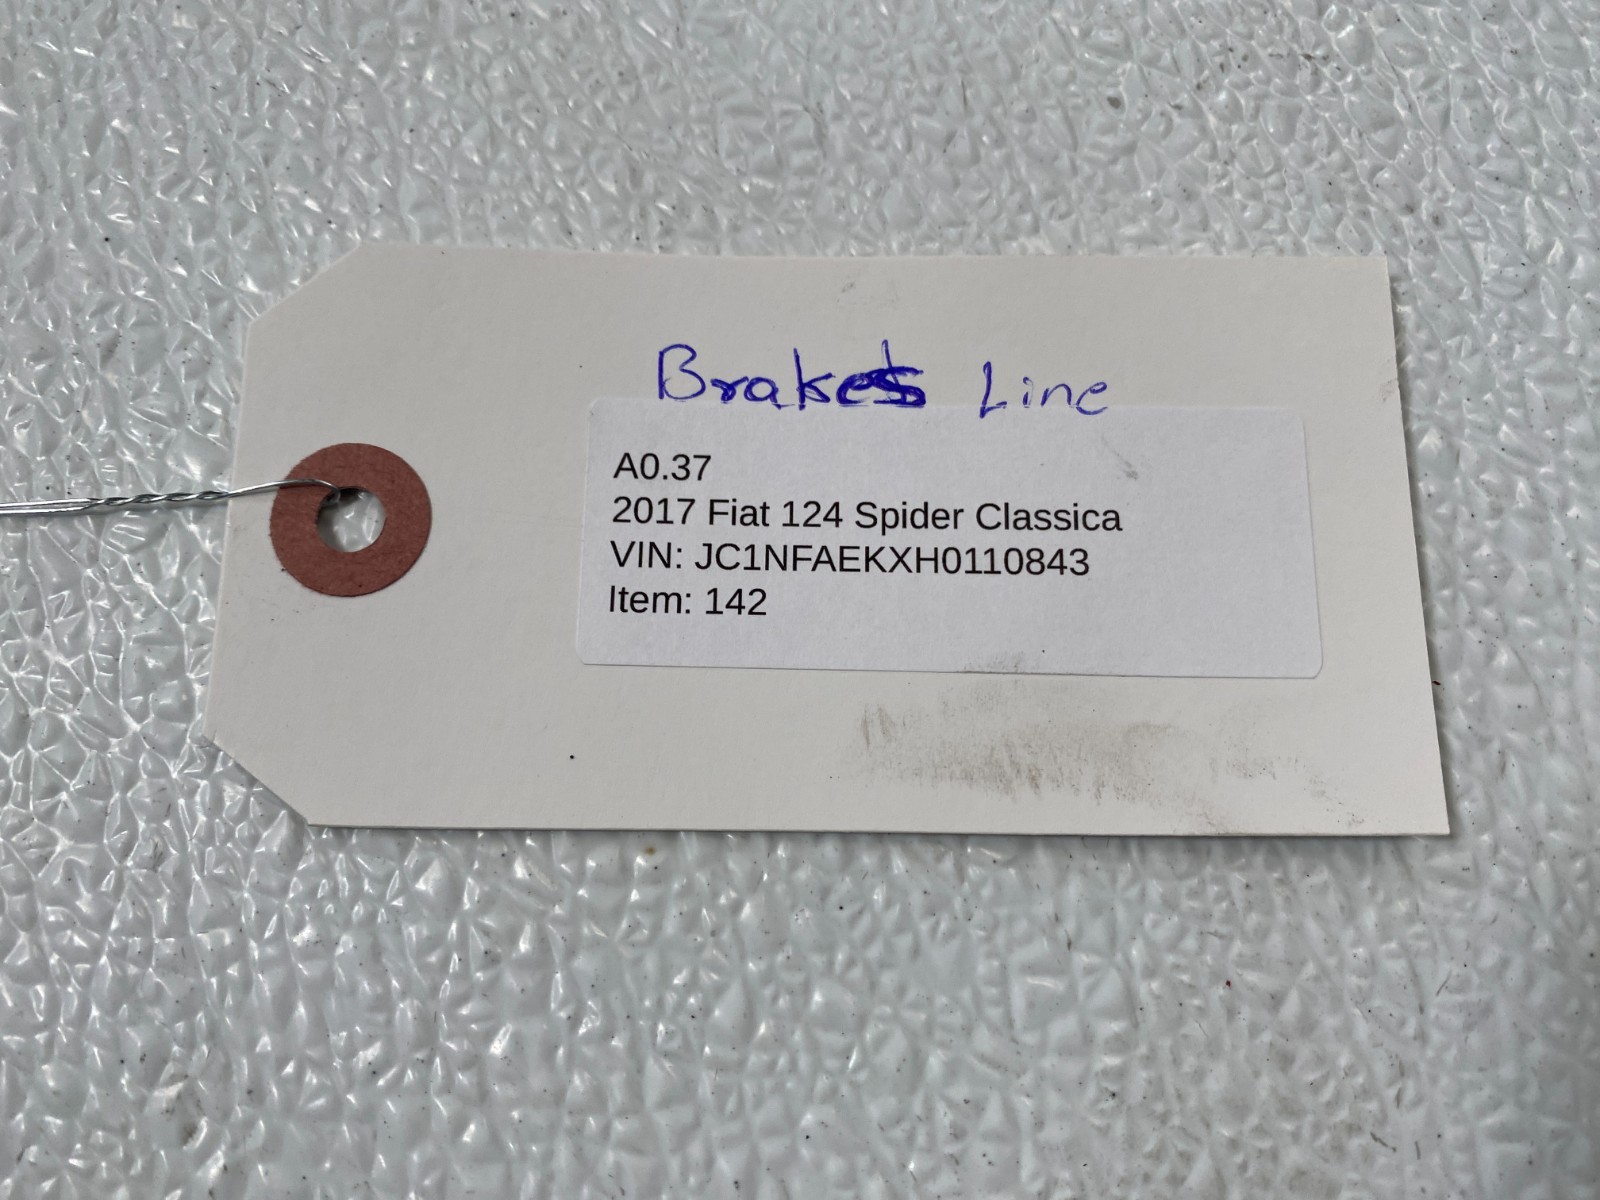 Brakes Line
A0.37
2017 Fiat 124 Spider Classica
VIN: JC1NFAEKXH0110843
Item: 142